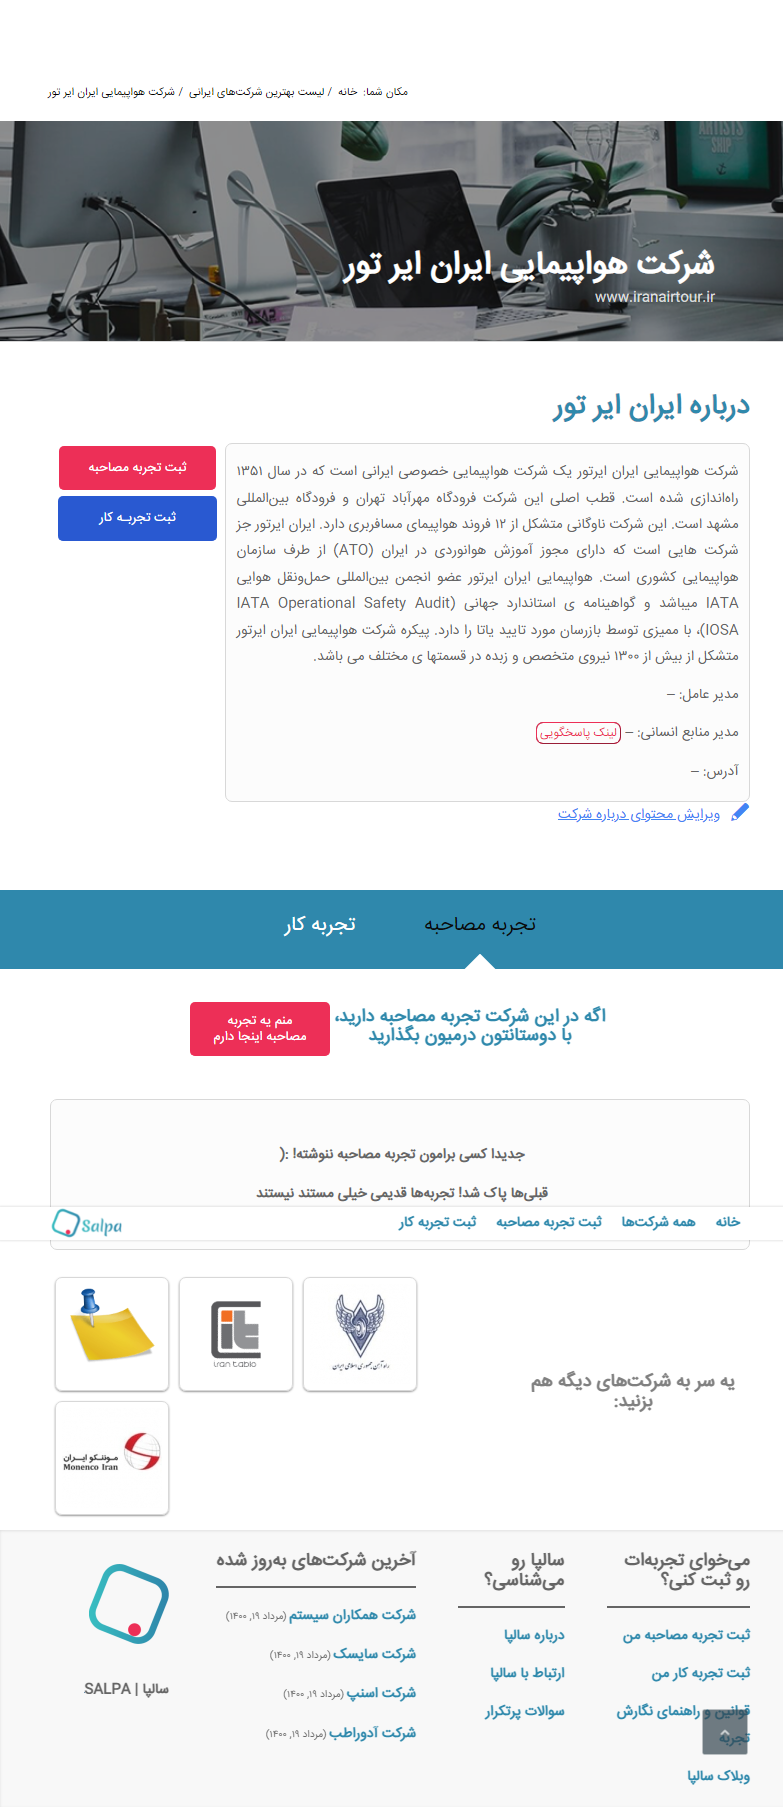 مکان شما: خانه / لیست بهترین شرکت‌های ایرانی / شرکت هواپیمایی ایران ایر تور
ARTISTS
SHIP
شرکت هواپیمایی ایران ایر تور
www.iranairtour.ir
درباره ایران ایر تور
ثبت تجربه مصاحبه
ثبت تجربـه کار
شرکت هواپیمایی ایران ایرتور یک شرکت هواپیمایی خصوصی ایرانی است که در سال ۱۳۵۱
راه‌اندازی شده است. قطب اصلی این شرکت فرودگاه مهرآباد تهران و فرودگاه بین‌المللی
مشهد است. این شرکت ناوگانی متشکل از ۱۲ فروند هواپیمای مسافربری دارد. ایران ایرتور جز
شرکت هایی است که دارای مجوز آموزش هوانوردی در ایران (ATO) از طرف سازمان
هواپیمایی کشوری است. هواپیمایی ایران ایرتور عضو انجمن بین‌المللی حمل‌ونقل هوایی
IATA میباشد و گواهینامه ی استاندارد جهانی (IATA Operational Safety Audit
IOSA)، با ممیزی توسط بازرسان مورد تایید یاتا را دارد. پیکره شرکت هواپیمایی ایران ایرتور
متشکل از بیش از ۱۳۰۰ نیروی متخصص و زبده در قسمتها ی مختلف می باشد.
مدیر عامل: –
مدیر منابع انسانی: – لینک پاسخگویی
آدرس: –
ویرایش محتوای درباره شرکت
تجربه مصاحبه
تجربه کار
اگه در این شرکت تجربه مصاحبه دارید،
با دوستانتون درمیون بگذارید
منم یه تجربه
مصاحبه اینجا دارم
جدیدا کسی برامون تجربه مصاحبه ننوشته! :(
قبلی‌ها پاک شد! تجربه‌ها قدیمی خیلی مستند نیستند
خانه
همه شرکت‌ها
ثبت تجربه مصاحبه
ثبت تجربه کار
Salpa
یه سر به شرکت‌های دیگه هم
بزنید:
راه آهن جمهوری اسلامی ایران
iran tablo
موننکو ایران
Monenco Iran
می‌خوای تجربه‌ات
رو ثبت کنی؟
ثبت تجربه مصاحبه من
ثبت تجربه کار من
قوانین و راهنمای نگارش
تجربه
وبلاک سالپا
سالپا رو
می‌شناسی؟
درباره سالپا
ارتباط با سالپا
سوالات پرتکرار
آخرین شرکت‌های به‌روز شده
شرکت همکاران سیستم (مرداد ۱۹, ۱۴۰۰)
شرکت سایسک (مرداد ۱۹, ۱۴۰۰)
شرکت اسنپ (مرداد ۱۹, ۱۴۰۰)
شرکت آدوراطب (مرداد ۱۹, ۱۴۰۰)
سالپا | SALPA